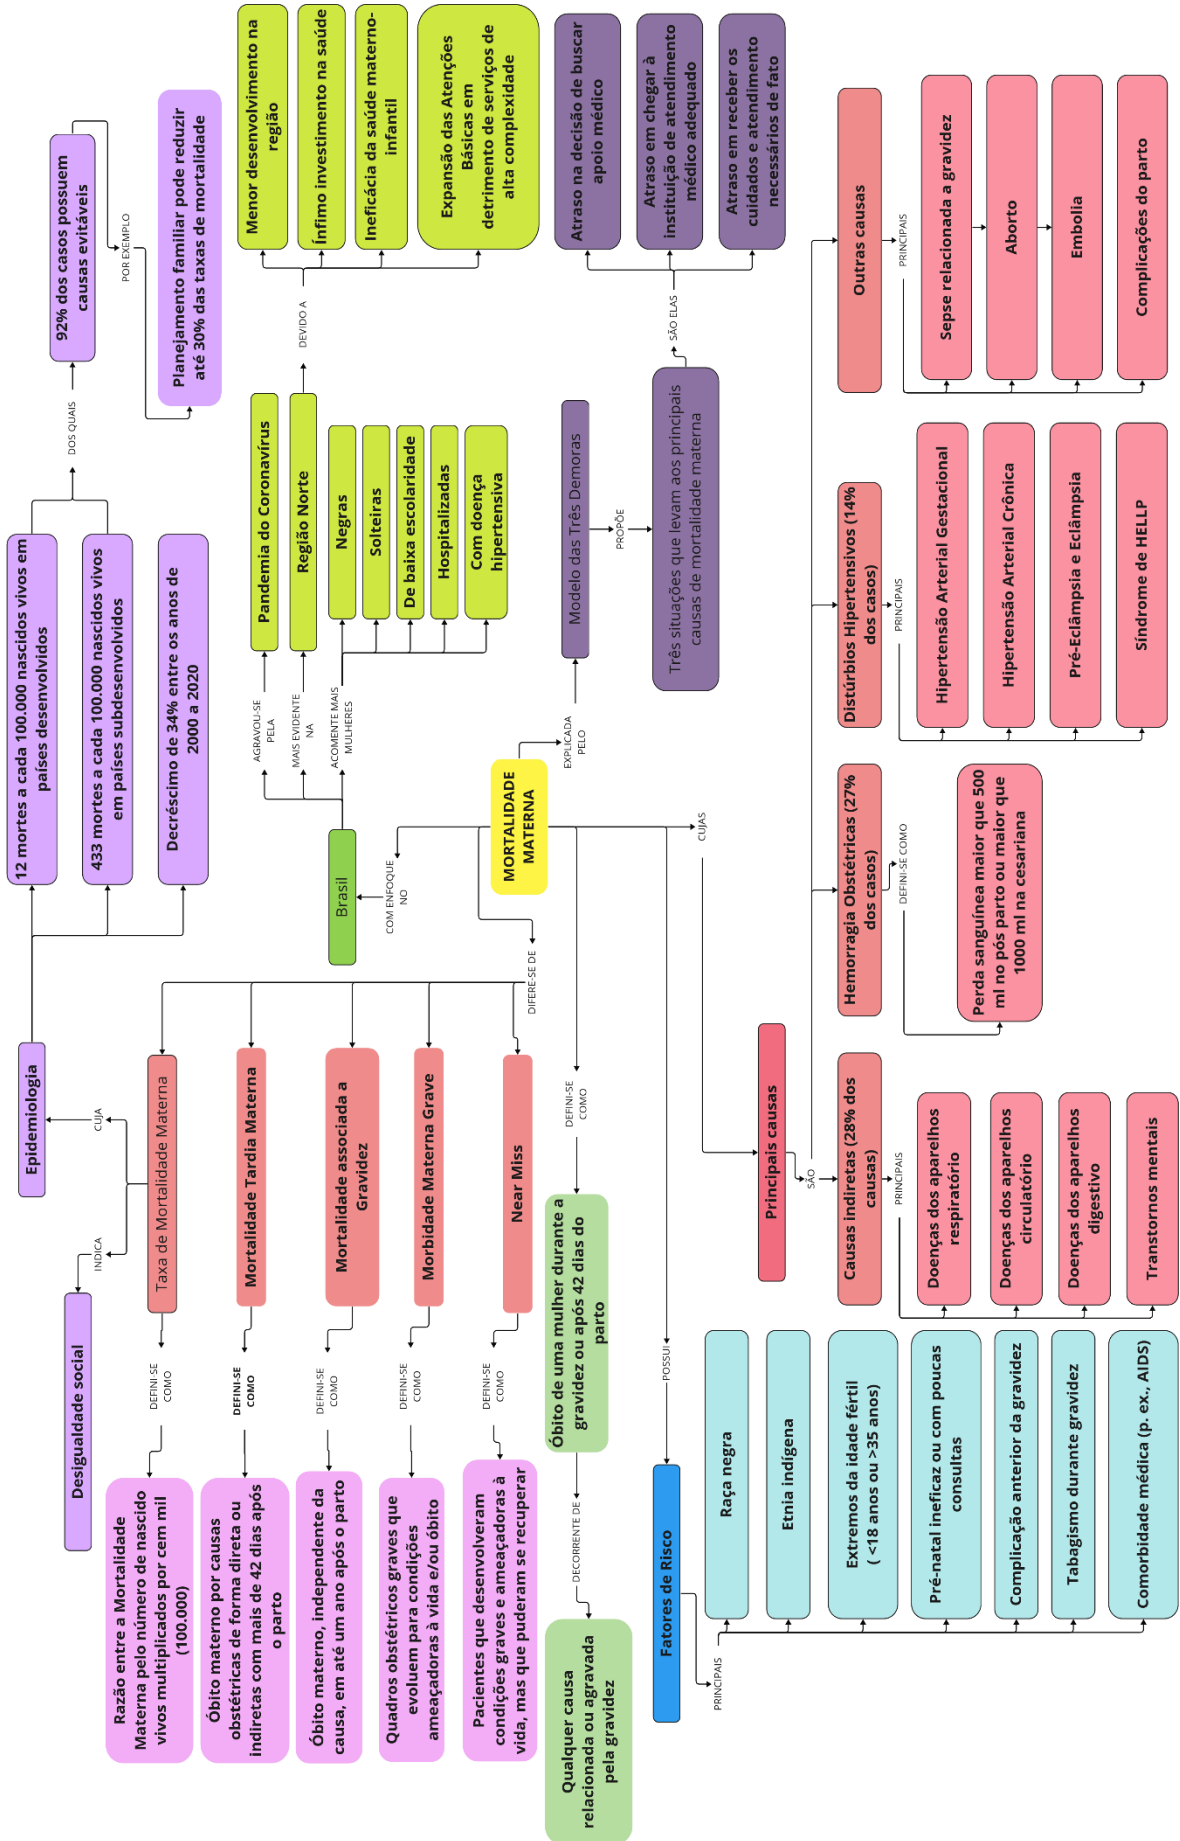 Desigualdade social
INDICA
CUJA
Epidemiologia
12 mortes a cada 100.000 nascidos vivos em
países desenvolvidos
433 mortes a cada 100.000 nascidos vivos
em países subdesenvolvidos
Decréscimo de 34% entre os anos de
2000 a 2020
DOS QUAIS
92% dos casos possuem
causas evitáveis
POR EXEMPLO
Planejamento familiar pode reduzir
até 30% das taxas de mortalidade
Razão entre a Mortalidade
Materna pelo número de nascido
vivos multiplicados por cem mil
(100.000)
DEFINI-SE
COMO
Taxa de Mortalidade Materna
Óbito materno por causas
obstétricas de forma direta ou
indiretas com mais de 42 dias após
o parto
DEFINI-SE
COMO
Mortalidade Tardia Materna
Óbito materno, independente da
causa, em até um ano após o parto
DEFINI-SE
COMO
Mortalidade associada a
Gravidez
Quadros obstétricos graves que
evoluem para condições
ameaçadoras à vida e/ou óbito
DEFINI-SE
COMO
Morbidade Materna Grave
Pacientes que desenvolveram
condições graves e ameaçadoras à
vida, mas que puderam se recuperar
DEFINI-SE
COMO
Near Miss
DIFERE-SE DE
COM ENFOQUE
NO
Brasil
AGRAVOU-SE
PELA
Pandemia do Coronavírus
MAIS EVIDENTE
NA
Região Norte
DEVIDO A
Menor desenvolvimento na
região
Ínfimo investimento na saúde
Ineficácia da saúde materno-
infantil
Expansão das Atenções
Básicas em
detrimento de serviços de
alta complexidade
ACOMENTE MAIS
MULHERES
Negras
Solteiras
De baixa escolaridade
Hospitalizadas
Com doença
hipertensiva
MORTALIDADE
MATERNA
EXPLICADA
PELO
Modelo das Três Demoras
PROPÕE
Três situações que levam aos principais
causas de mortalidade materna
SÃO ELAS
Atraso na decisão de buscar
apoio médico
Atraso em chegar à
instituição de atendimento
médico adequado
Atraso em receber os
cuidados e atendimento
necessários de fato
DEFINI-SE
COMO
Óbito de uma mulher durante a
gravidez ou após 42 dias do
parto
DECORRENTE DE
Qualquer causa
relacionada ou agravada
pela gravidez
POSSUI
Fatores de Risco
PRINCIPAIS
Raça negra
Etnia indígena
Extremos da idade fértil
( <18 anos ou >35 anos)
Pré-natal ineficaz ou com poucas
consultas
Complicação anterior da gravidez
Tabagismo durante gravidez
Comorbidade médica (p. ex., AIDS)
CUJAS
Principais causas
SÃO
Causas indiretas (28% dos
causas)
PRINCIPAIS
Doenças dos aparelhos
respiratório
Doenças dos aparelhos
circulatório
Doenças dos aparelhos
digestivo
Transtornos mentais
Hemorragia Obstétricas (27%
dos casos)
DEFINI-SE COMO
Perda sanguínea maior que 500
ml no pós parto ou maior que
1000 ml na cesariana
Distúrbios Hipertensivos (14%
dos casos)
PRINCIPAIS
Hipertensão Arterial Gestacional
Hipertensão Arterial Crônica
Pré-Eclâmpsia e Eclâmpsia
Síndrome de HELLP
Outras causas
PRINCIPAIS
Sepse relacionada a gravidez
Aborto
Embolia
Complicações do parto